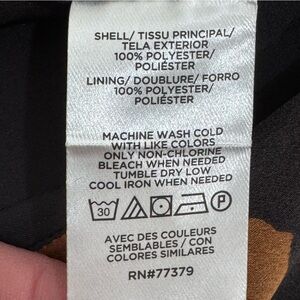 SHELL/ TISSU PRINCIPAL/
TELA EXTERIOR
100% POLYESTER/
POLIÉSTER
LINING/ DOUBLURE/ FORRO
100% POLYESTER/
POLIÉSTER
MACHINE WASH COLD
WITH LIKE COLORS
ONLY NON-CHLORINE
BLEACH WHEN NEEDED
TUMBLE DRY LOW
COOL IRON WHEN NEEDED
30 P
AVEC DES COULEURS
SEMBLABLES / CON
COLORES SIMILARES
RN#77379